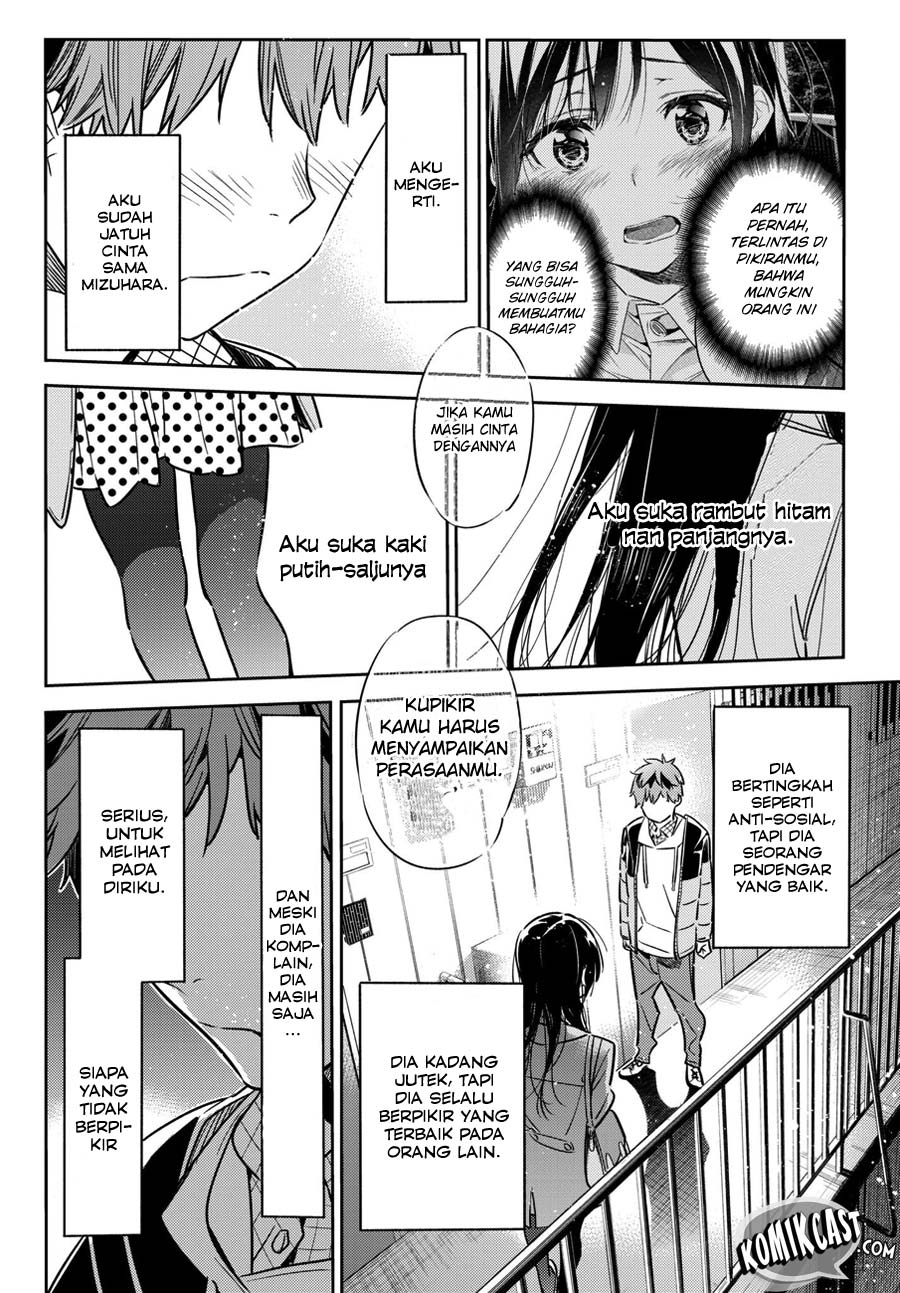 APA ITU
PERNAH,
TERLINTAS DI
PIKIRANMU,
BAHWA
MUNGKIN
ORANG INI
YANG BISA
SUNGGUH-
SUNGGUH
MEMBUATMU
BAHAGIA?
AKU
MENGE-
RTI.
AKU
SUDAH
JATUH
CINTA
SAMA
MIZUHARA.
JIKA KAMU
MASIH CINTA
DENGANNYA
Aku suka rambut hitam
nan panjangnya.
Aku suka kaki
putih-saljunya
KUPIKIR
KAMU HARUS
MENYAMPAIKAN
PERASAANMU.
DIA
BERTINGKAH
SEPERTI
ANTI-SOSIAL,
TAPI DIA
SEORANG
PENDENGAR
YANG BAIK.
DIA KADANG
JUTEK, TAPI
DIA SELALU
BERPIKIR YANG
TERBAIK PADA
ORANG LAIN.
DAN
MESKI
DIA
KOMP-
LAIN,
DIA
MASIH
SAJA
...
SERIUS,
UNTUK
MELIHAT
PADA
DIRIKU.
SIAPA
YANG
TIDAK
BERPI-
KIR
KOMIKCAST.COM